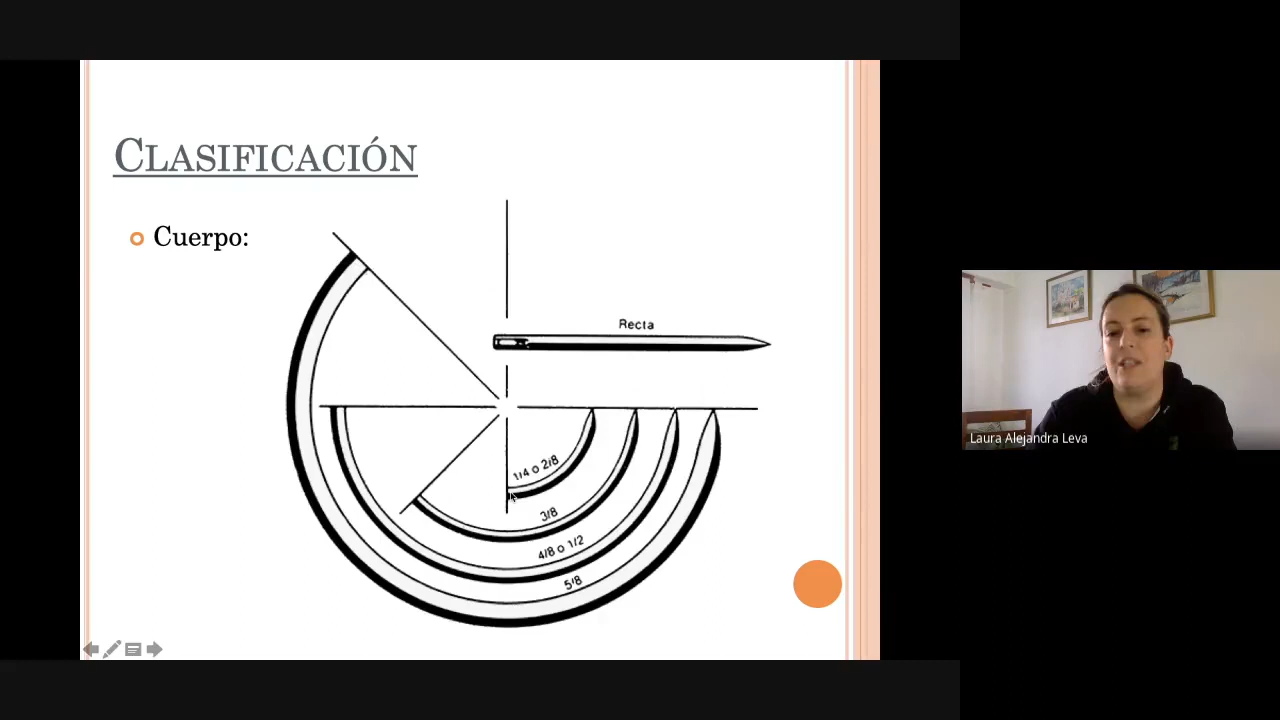 CLASIFICACIÓN
Cuerpo:
Recta
1/4 o 2/8
3/8
4/8 o 1/2
5/8
Laura Alejandra Leva